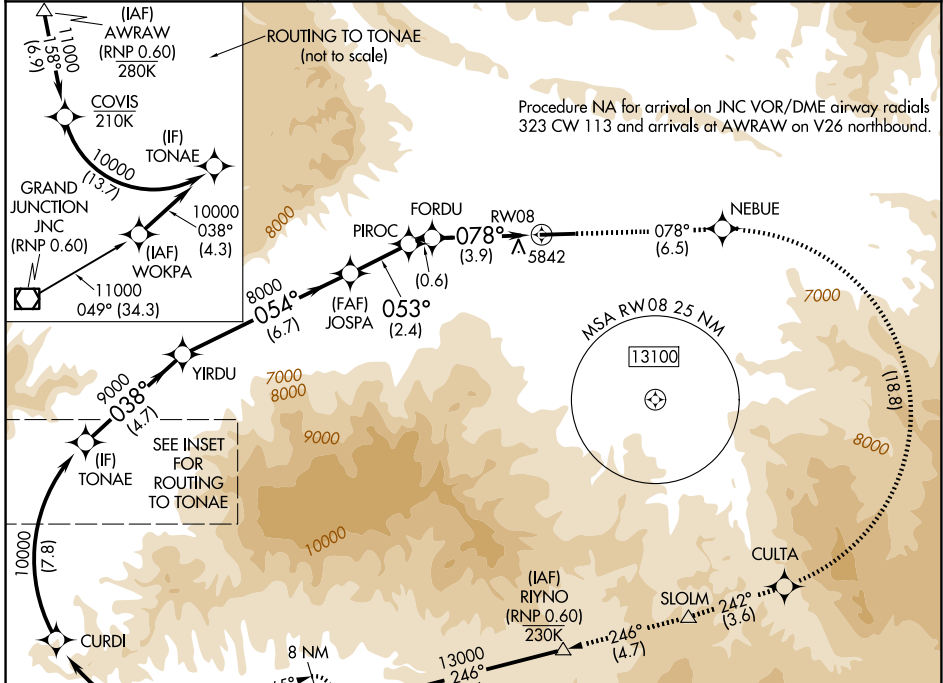 (IAF)
AWRAW
(RNP 0.60)
280K
11000
158°
(6.9)
ROUTING TO TONAE
(not to scale)
COVIS
210K
(IF)
TONAE
10000
(13.7)
GRAND
JUNCTION
JNC
(RNP 0.60)
10000
038°
(4.3)
(IAF)
WOKPA
11000
049° (34.3)
Procedure NA for arrival on JNC VOR/DME airway radials
323 CW 113 and arrivals at AWRAW on V26 northbound.
8000
FORDU
PIROC
078°
(3.9)
(0.6)
RW08
5842
078°
(6.5)
NEBUE
8000
054°
(6.7)
(FAF)
JOSPA
053°
(2.4)
7000
MSA RW08 25 NM
13100
(18.8)
YIRDU
7000
8000
9000
038°
(4.7)
9000
8000
(IF)
TONAE
SEE INSET
FOR
ROUTING
TO TONAE
10000
10000
(7.8)
CULTA
(IAF)
RIYNO
(RNP 0.60)
230K
SLOLM
242°
(3.6)
246°
(4.7)
CURDI
8 NM
13000
246°